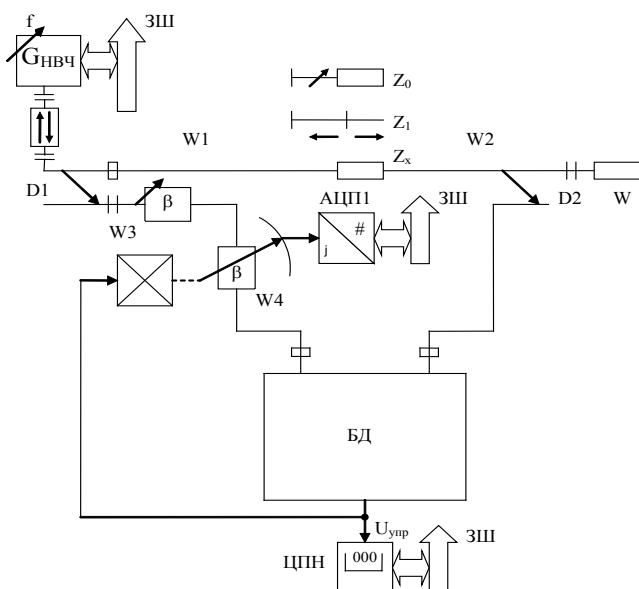 f
GНВЧ
ЗШ
Z0
Z1
W1
W2
Zx
D1
β
W3
АЦП1
ЗШ
D2
W
#
j
β
W4
БД
Uупр
ЗШ
ЦПН
000